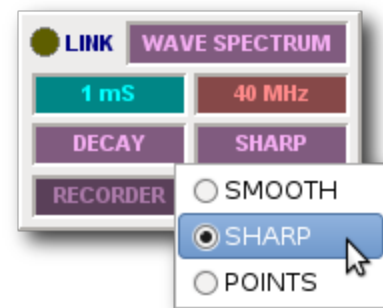 LINK WAVE SPECTRUM
1 mS 40 MHz
DECAY SHARP
RECORDER
SMOOTH
SHARP
POINTS